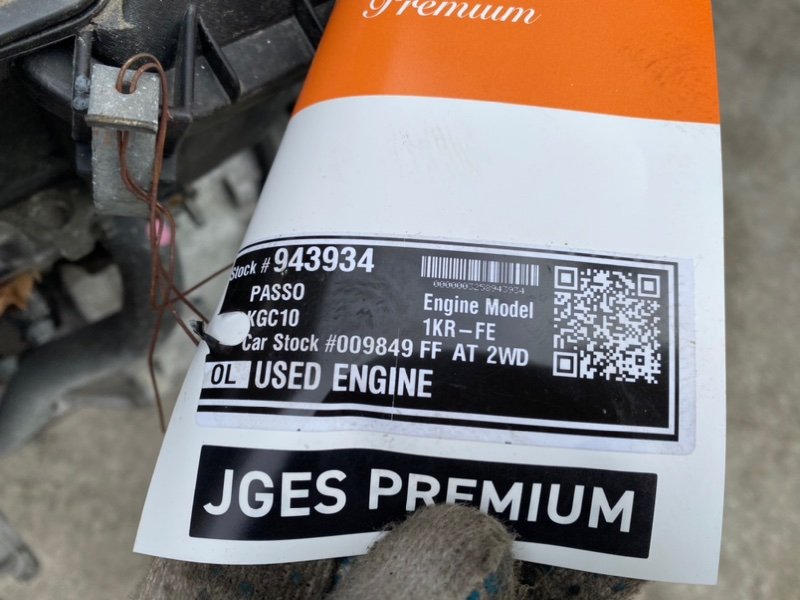 Premium
Stock # 943934
0000003258943934
PASSO
Engine Model
KGC10
1KR-FE
Car Stock #009849 FF AT 2WD
OL USED ENGINE
JGES PREMIUM